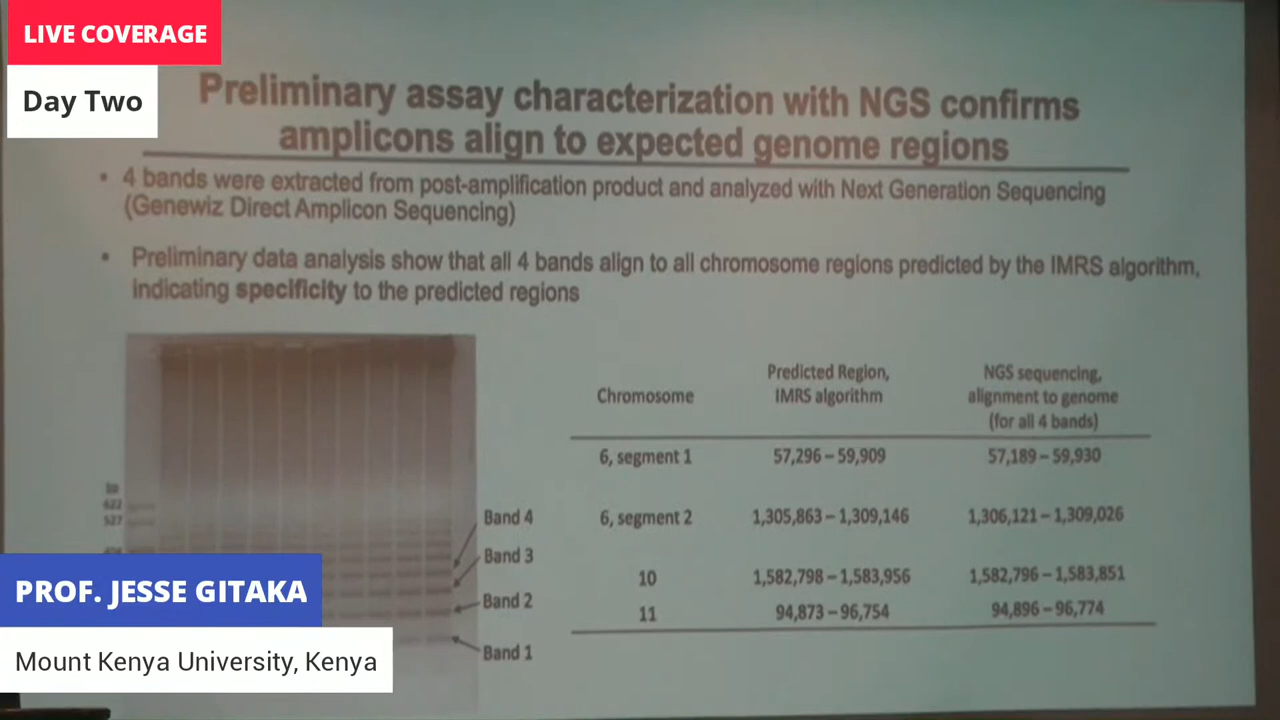 LIVE COVERAGE
Day Two
Preliminary assay characterization with NGS confirms
amplicons align to expected genome regions
• 4 bands were extracted from post-amplification product and analyzed with Next Generation Sequencing
(Genewiz Direct Amplicon Sequencing)
• Preliminary data analysis show that all 4 bands align to all chromosome regions predicted by the IMRS algorithm,
indicating specificity to the predicted regions
Chromosome
Predicted Region,
IMRS algorithm
NGS sequencing,
alignment to genome
(for all 4 bands)
6, segment 1 57,296 – 59,909 57,189 – 59,930
6, segment 2 1,305,863 – 1,309,146 1,306,121 – 1,309,026
10 1,582,798 – 1,583,956 1,582,796 – 1,583,851
11 94,873 – 96,754 94,896 – 96,774
622
527
Band 4
Band 3
Band 2
Band 1
PROF. JESSE GITAKA
Mount Kenya University, Kenya